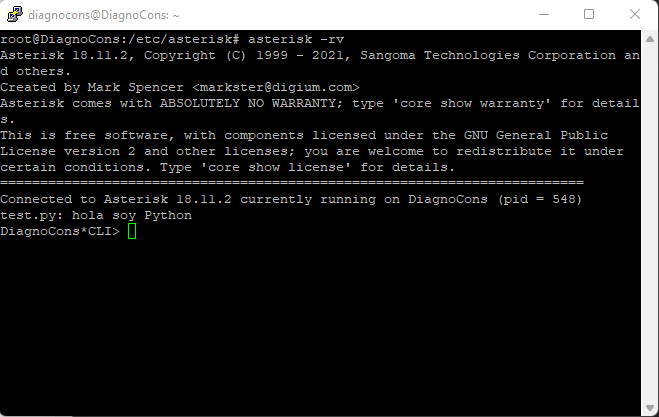 diagnocons@DiagnoCons: ~
root@DiagnoCons:/etc/asterisk# asterisk -rv
Asterisk 18.11.2, Copyright (C) 1999 - 2021, Sangoma Technologies Corporation an
d others.
Created by Mark Spencer <markster@digium.com>
Asterisk comes with ABSOLUTELY NO WARRANTY; type 'core show warranty' for detail
s.
This is free software, with components licensed under the GNU General Public
License version 2 and other licenses; you are welcome to redistribute it under
certain conditions. Type 'core show license' for details.
=========================================================================
Connected to Asterisk 18.11.2 currently running on DiagnoCons (pid = 548)
test.py: hola soy Python
DiagnoCons*CLI>